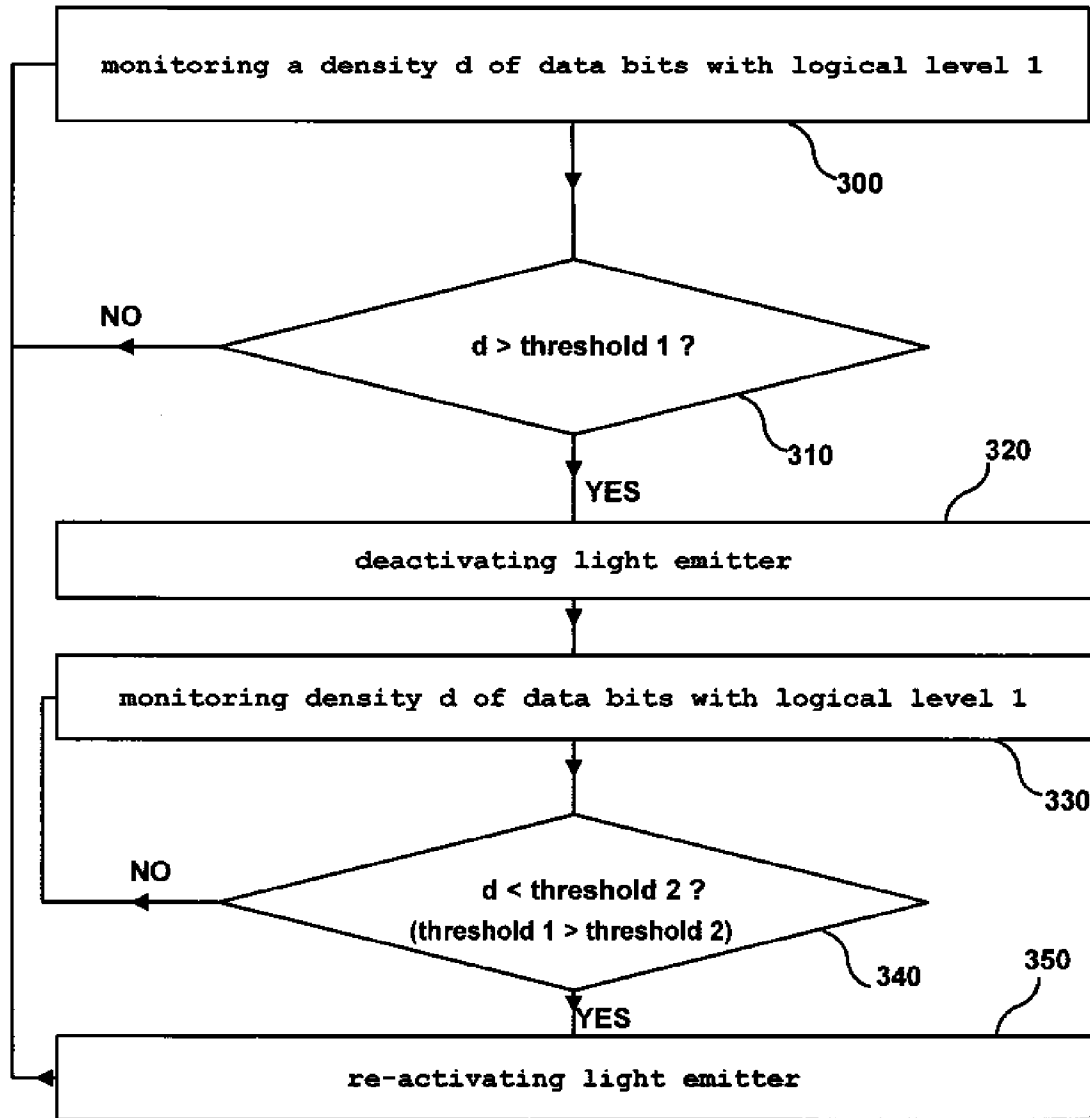 monitoring a density d of data bits with logical level 1
300
NO
d > threshold 1 ?
310
320
YES
deactivating light emitter
monitoring density d of data bits with logical level 1
330
NO
d < threshold 2 ?
(threshold 1 > threshold 2)
340
350
YES
re-activating light emitter